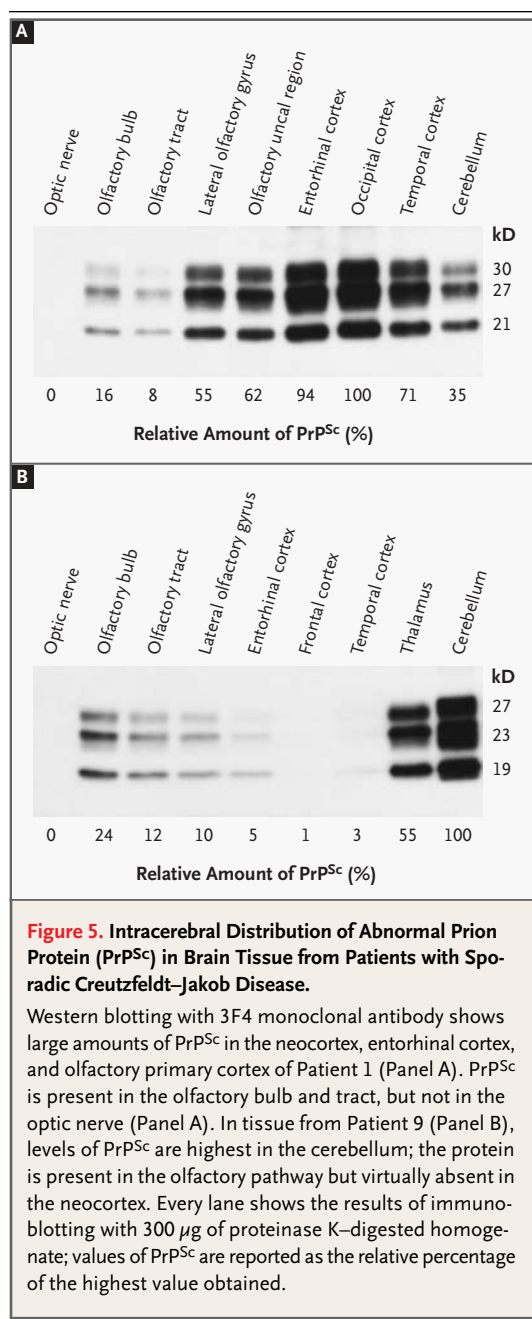 A
Optic nerve
Olfactory bulb
Olfactory tract
Lateral olfactory gyrus
Olfactory uncal region
Entorhinal cortex
Occipital cortex
Temporal cortex
Cerebellum
kD
30
27
21
0 16 8 55 62 94 100 71 35
Relative Amount of PrPSc (%)
B
Optic nerve
Olfactory bulb
Olfactory tract
Lateral olfactory gyrus
Entorhinal cortex
Frontal cortex
Temporal cortex
Thalamus
Cerebellum
kD
27
23
19
0 24 12 10 5 1 3 55 100
Relative Amount of PrPSc (%)
Figure 5. Intracerebral Distribution of Abnormal Prion
Protein (PrPSc) in Brain Tissue from Patients with Spo-
radic Creutzfeldt–Jakob Disease.
Western blotting with 3F4 monoclonal antibody shows
large amounts of PrPSc in the neocortex, entorhinal cortex,
and olfactory primary cortex of Patient 1 (Panel A). PrPSc
is present in the olfactory bulb and tract, but not in the
optic nerve (Panel A). In tissue from Patient 9 (Panel B),
levels of PrPSc are highest in the cerebellum; the protein
is present in the olfactory pathway but virtually absent in
the neocortex. Every lane shows the results of immuno-
blotting with 300 µg of proteinase K–digested homoge-
nate; values of PrPSc are reported as the relative percentage
of the highest value obtained.